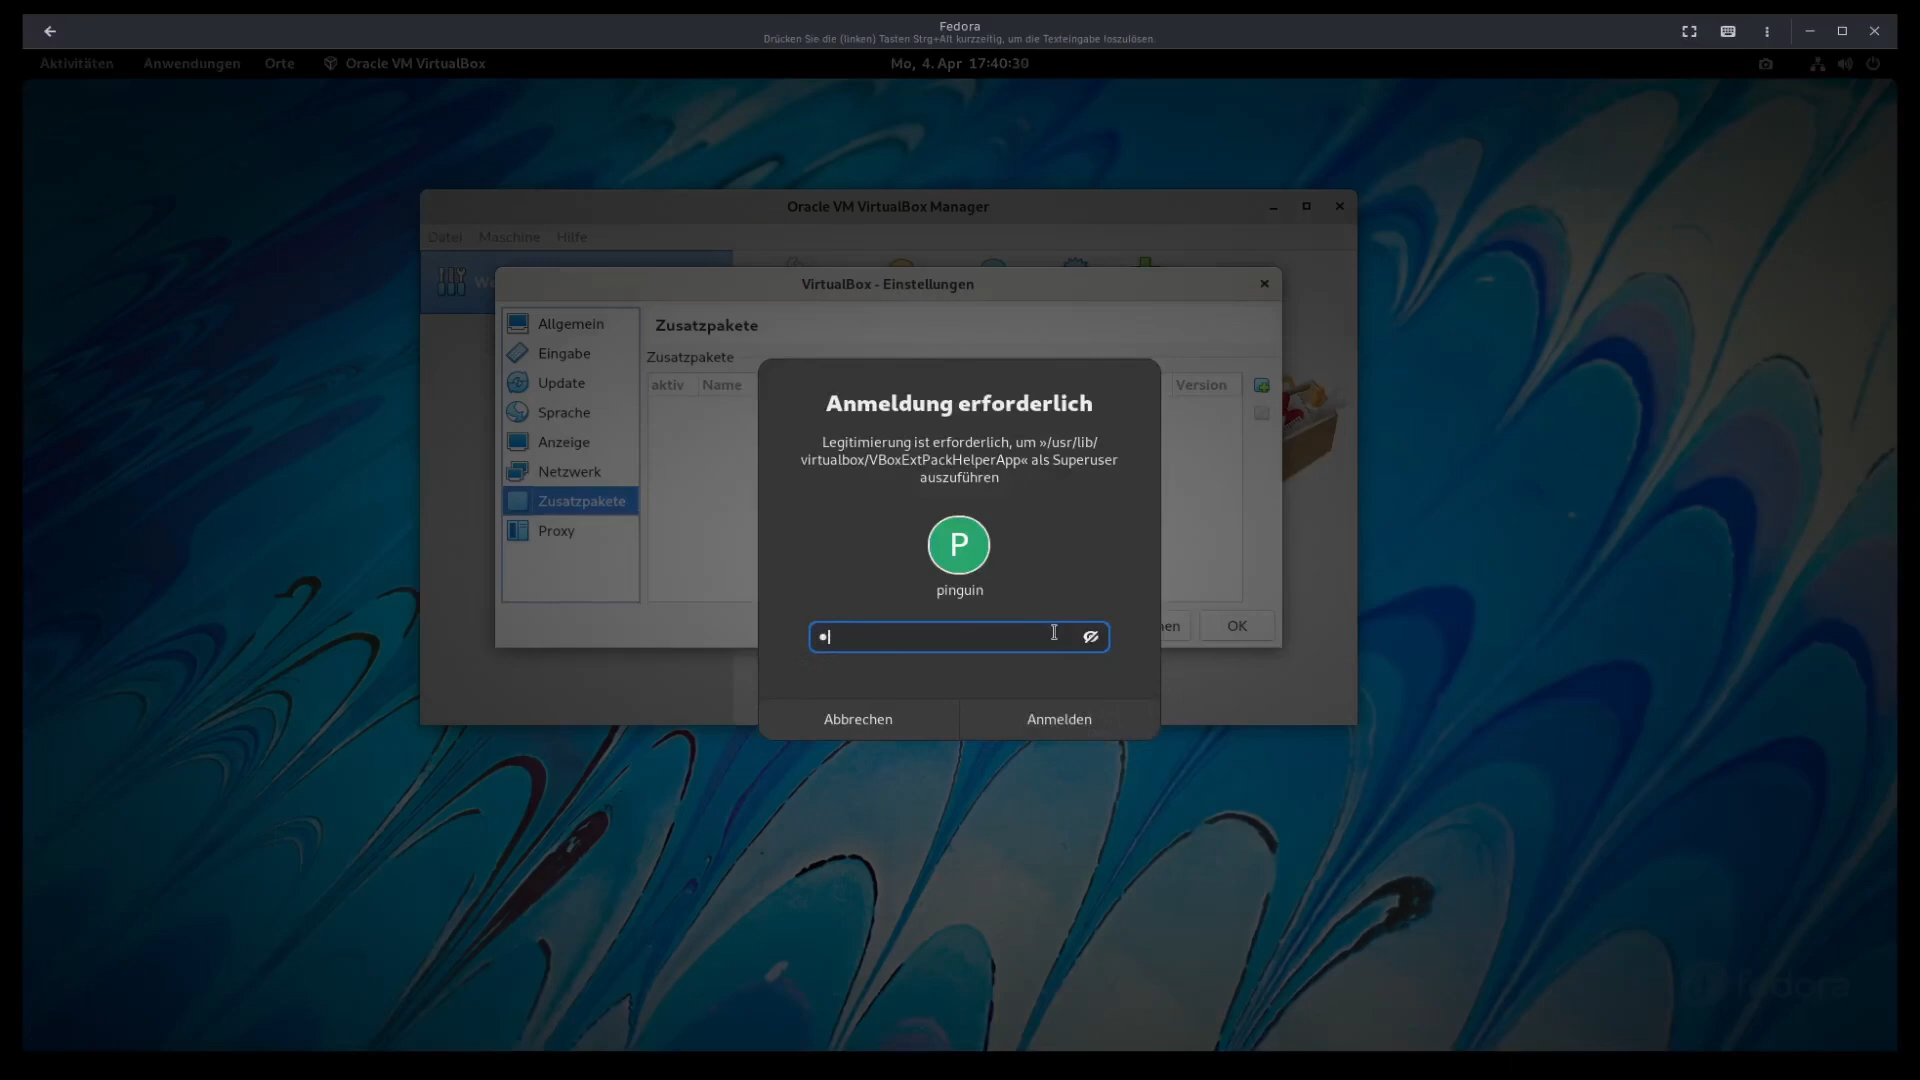 Fedora
Drücken Sie die (linken) Tasten Strg+Alt kurzzeitig, um die Texteingabe loszulösen.
Aktivitäten Anwendungen Orte Oracle VM VirtualBox Mo, 4. Apr 17:40:30
Oracle VM VirtualBox Manager
Datei Maschine Hilfe
VirtualBox - Einstellungen
Allgemein
Eingabe
Update
Sprache
Anzeige
Netzwerk
Zusatzpakete
Proxy
Zusatzpakete
Zusatzpakete
aktiv Name Version
OK
Anmeldung erforderlich
Legitimierung ist erforderlich, um »/usr/lib/
virtualbox/VBoxExtPackHelperApp« als Superuser
auszuführen
P
pinguin
Abbrechen Anmelden
fedora